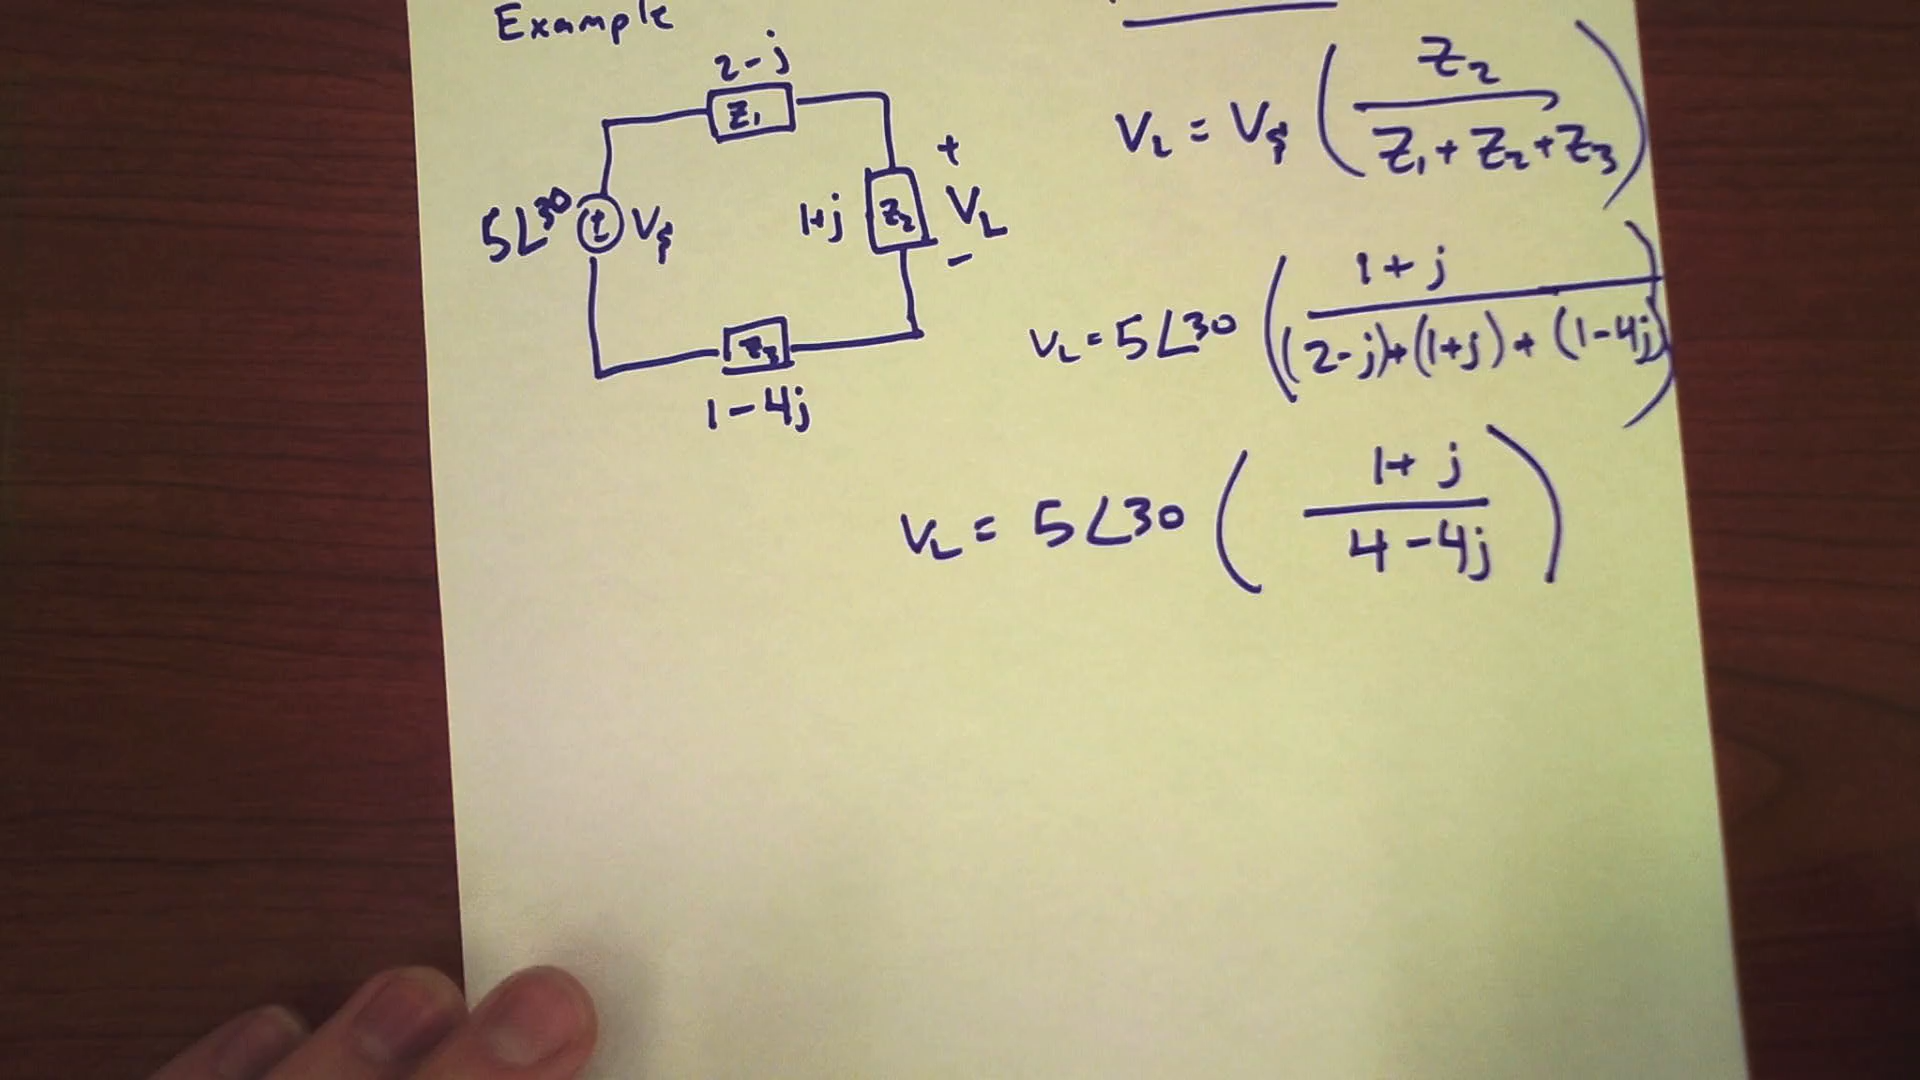 Example
2-j
Z1
5∠30
± Vs
1+j
Z2
+
VL
-
Z3
1-4j
VL = Vs ( Z2 / Z1 + Z2 + Z3 )
VL = 5∠30 ( 1 + j / (2-j)+(1+j) + (1-4j) )
VL = 5∠30 ( 1+ j / 4-4j )